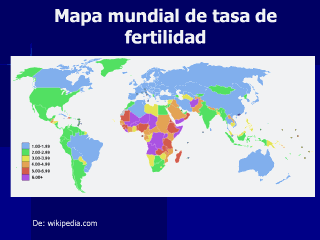 Mapa mundial de tasa de
fertilidad
1.00-1.99
2.00-2.99
3.00-3.99
4.00-4.99
5.00-5.99
6.00+
De: wikipedia.com